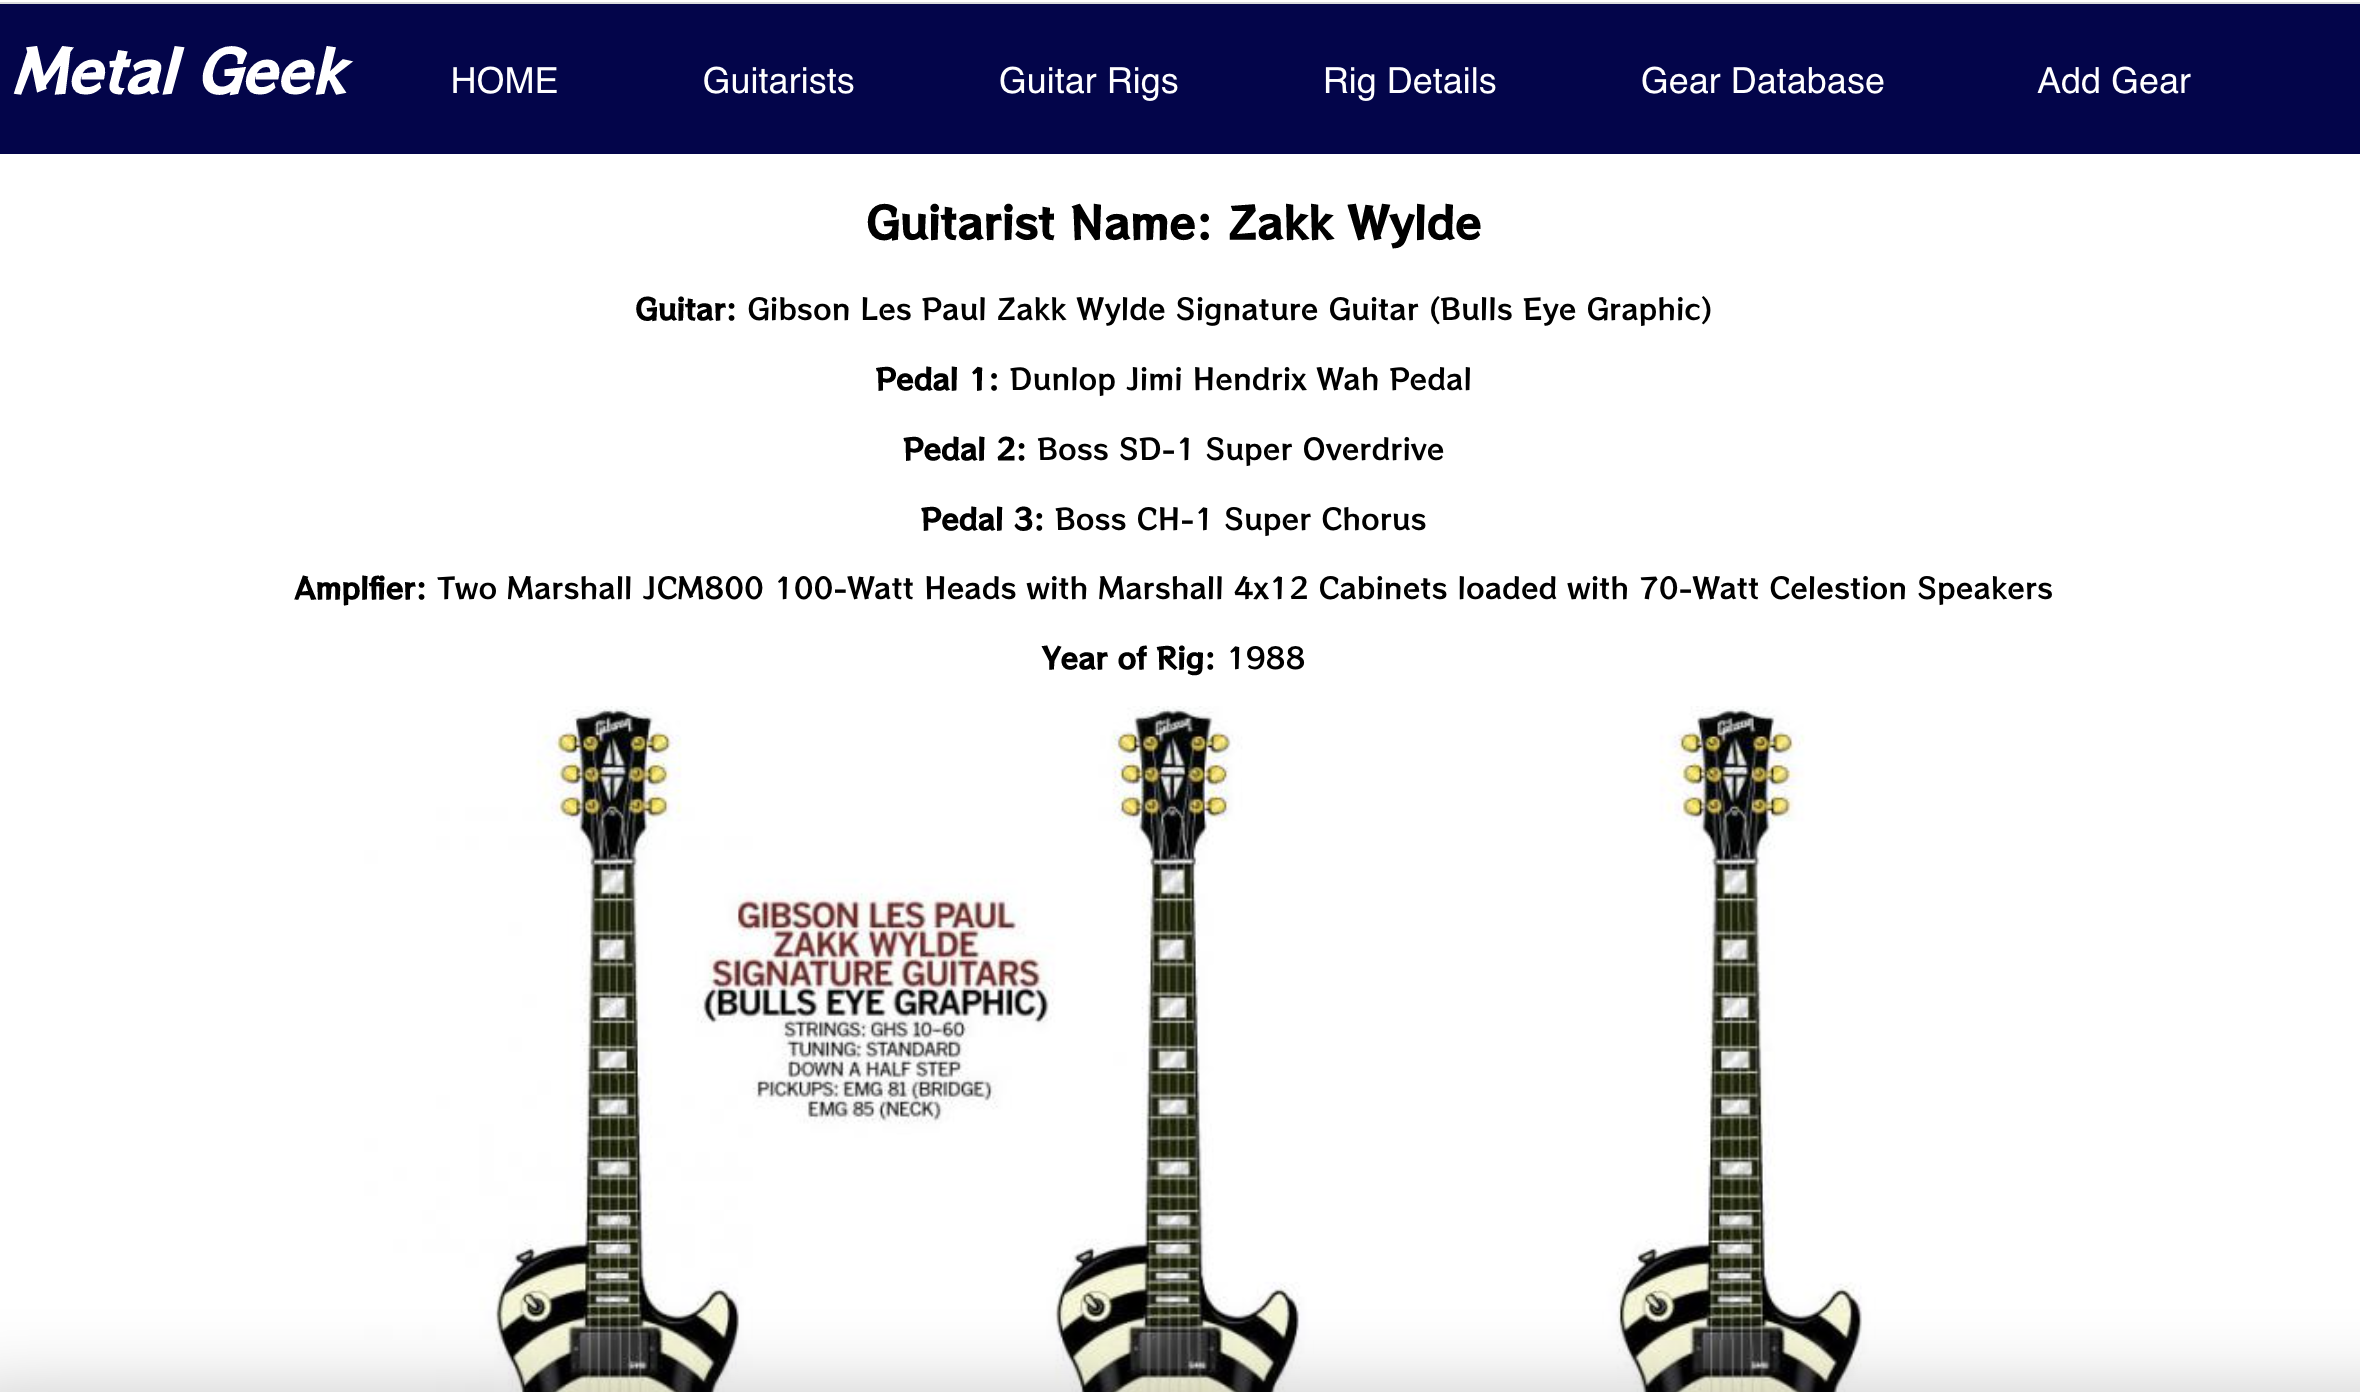 Metal Geek HOME Guitarists Guitar Rigs Rig Details Gear Database Add Gear
Guitarist Name: Zakk Wylde
Guitar: Gibson Les Paul Zakk Wylde Signature Guitar (Bulls Eye Graphic)
Pedal 1: Dunlop Jimi Hendrix Wah Pedal
Pedal 2: Boss SD-1 Super Overdrive
Pedal 3: Boss CH-1 Super Chorus
Amplfier: Two Marshall JCM800 100-Watt Heads with Marshall 4x12 Cabinets loaded with 70-Watt Celestion Speakers
Year of Rig: 1988
Gibson Gibson Gibson
GIBSON LES PAUL
ZAKK WYLDE
SIGNATURE GUITARS
(BULLS EYE GRAPHIC)
STRINGS: GHS 10–60
TUNING: STANDARD
DOWN A HALF STEP
PICKUPS: EMG 81 (BRIDGE)
EMG 85 (NECK)